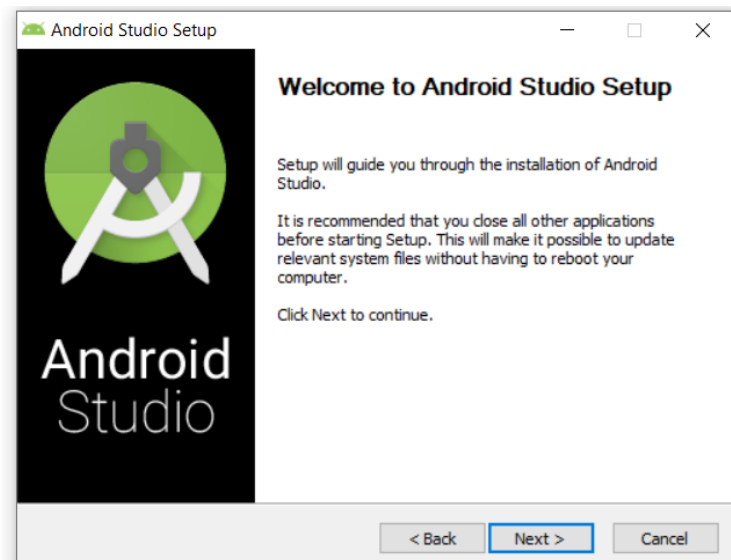 Android Studio Setup
Welcome to Android Studio Setup
Setup will guide you through the installation of Android
Studio.
It is recommended that you close all other applications
before starting Setup. This will make it possible to update
relevant system files without having to reboot your
computer.
Click Next to continue.
Android
Studio
< Back
Next >
Cancel